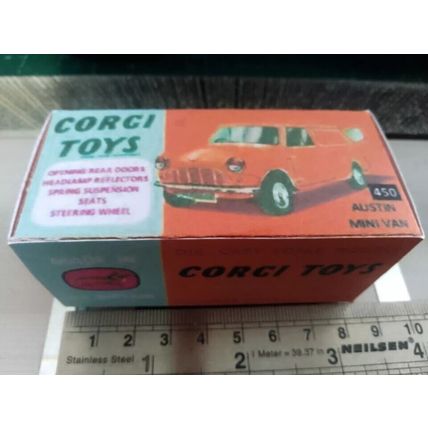 CORGI
TOYS
OPENING REAR DOORS
HEADLAMP REFLECTORS
SPRING SUSPENSION
SEATS
STEERING WHEEL
450
AUSTIN
MINI VAN
CORGI TOYS
1 2 3 4 5 6 7 8 9 10
Stainless Steel 1 2 1 Meter = 39.37 in 3 NEILSEN 4